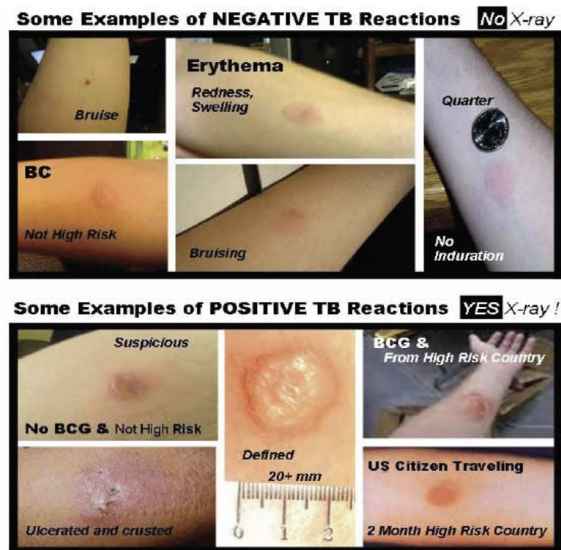 Some Examples of NEGATIVE TB Reactions No X-ray
Bruise
Erythema
Redness,
Swelling
Quarter
BC
Not High Risk
Bruising
No
Induration
Some Examples of POSITIVE TB Reactions YES X-ray !
Suspicious
No BCG & Not High Risk
Defined
20+ mm
0 1 2
BCG &
From High Risk Country
Ulcerated and crusted
US Citizen Traveling
2 Month High Risk Country